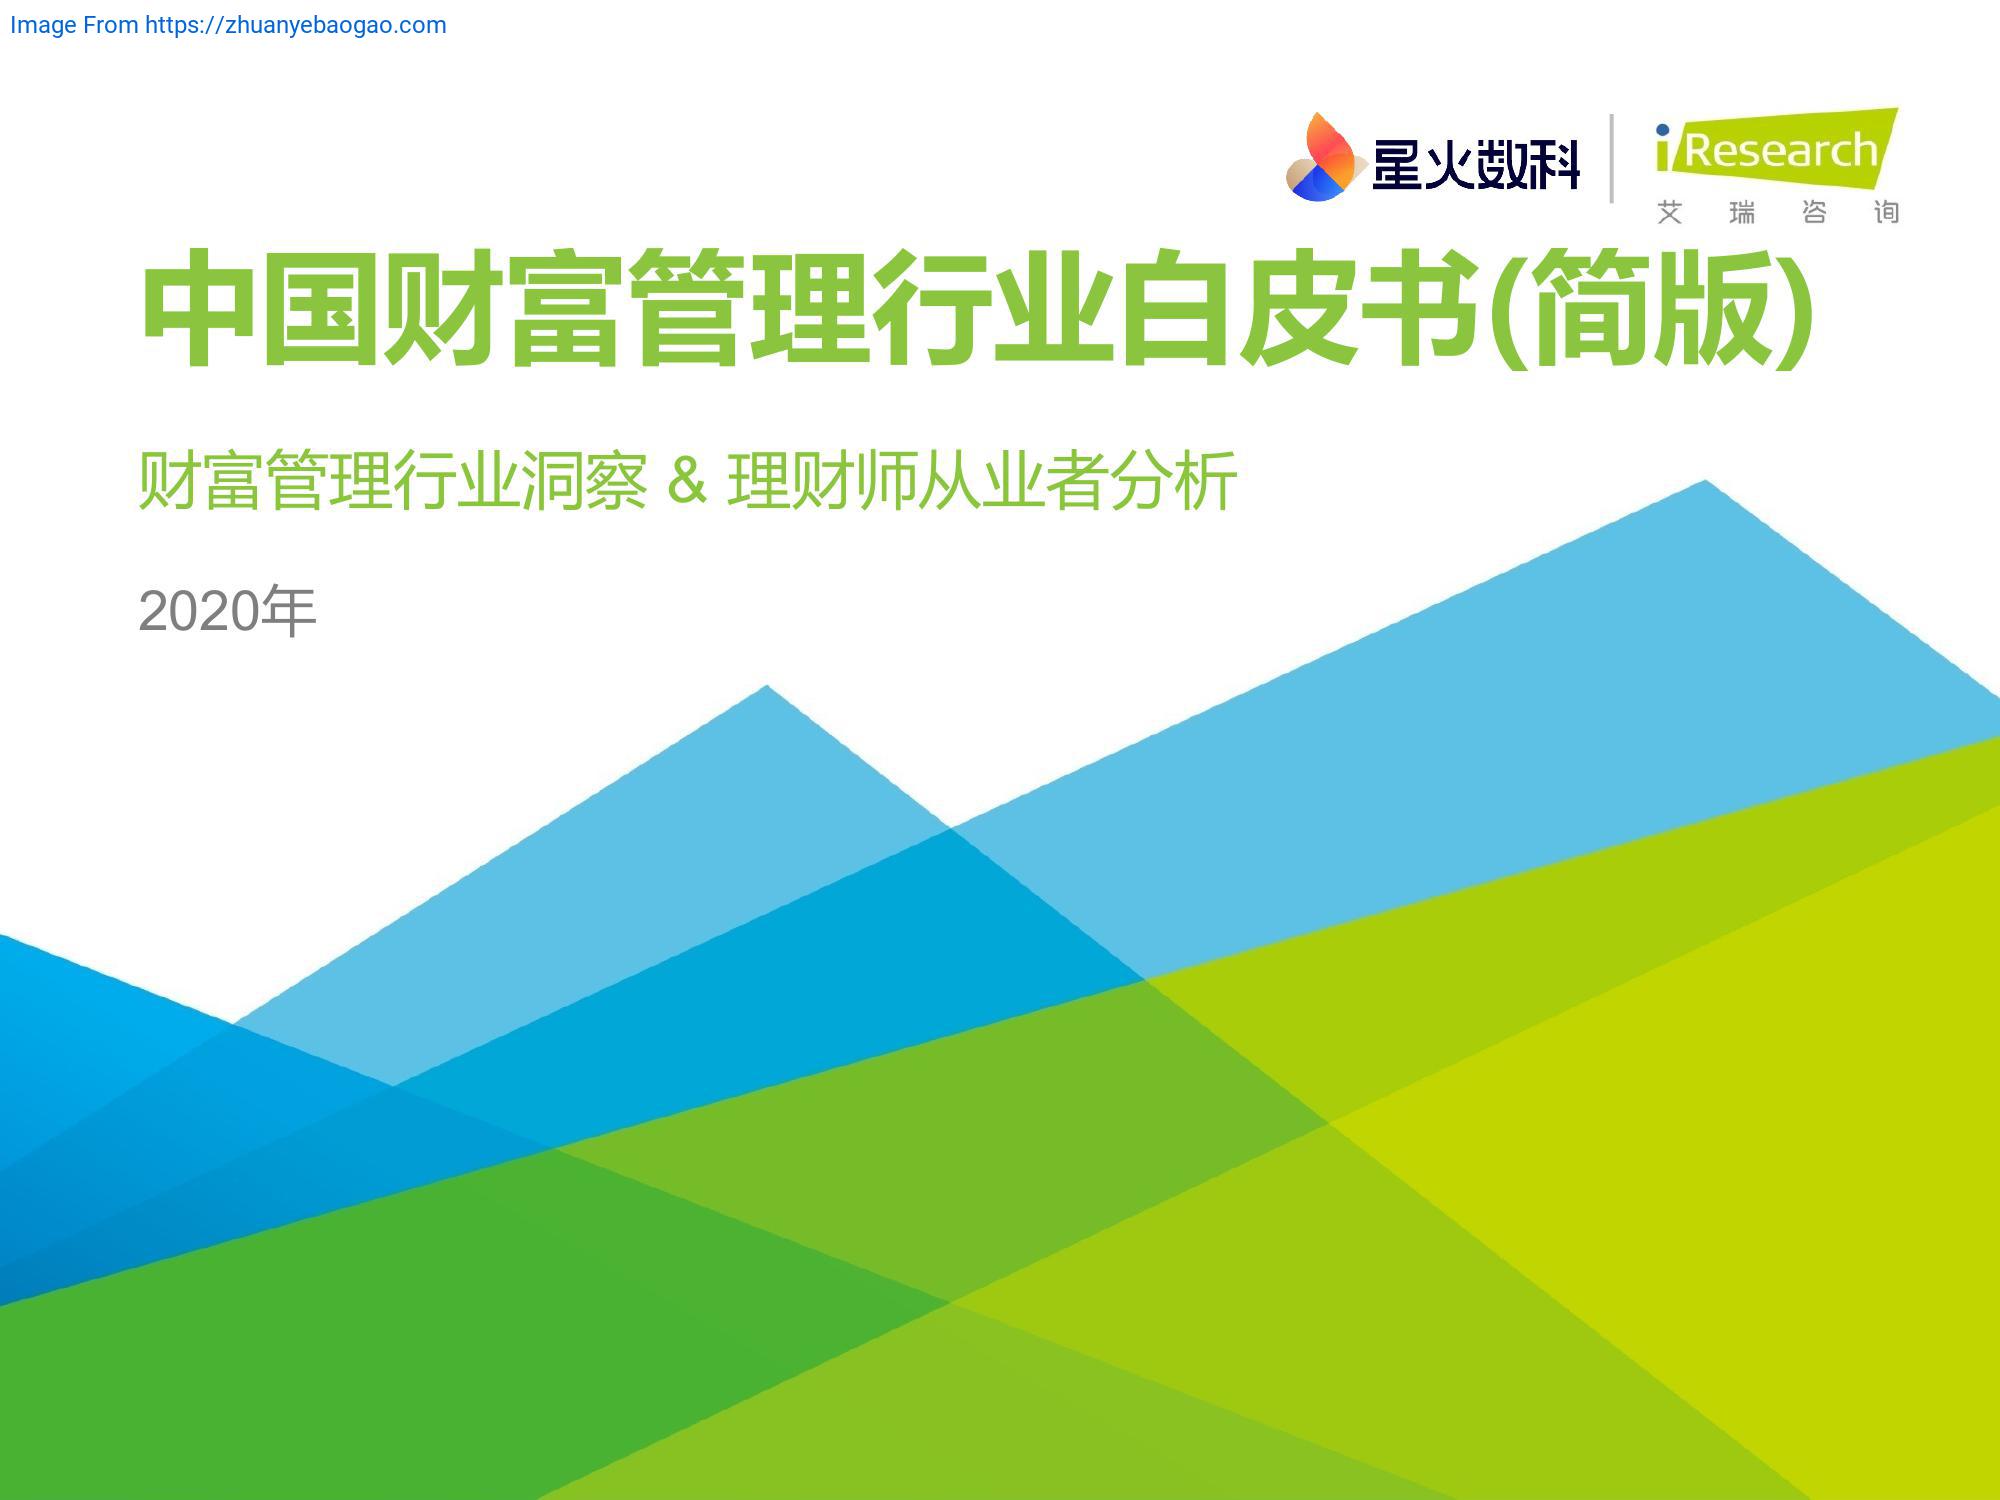 Image From https://zhuanyebaogao.com
星火数科
iResearch
艾瑞咨询
中国财富管理行业白皮书(简版)
财富管理行业洞察 & 理财师从业者分析
2020年